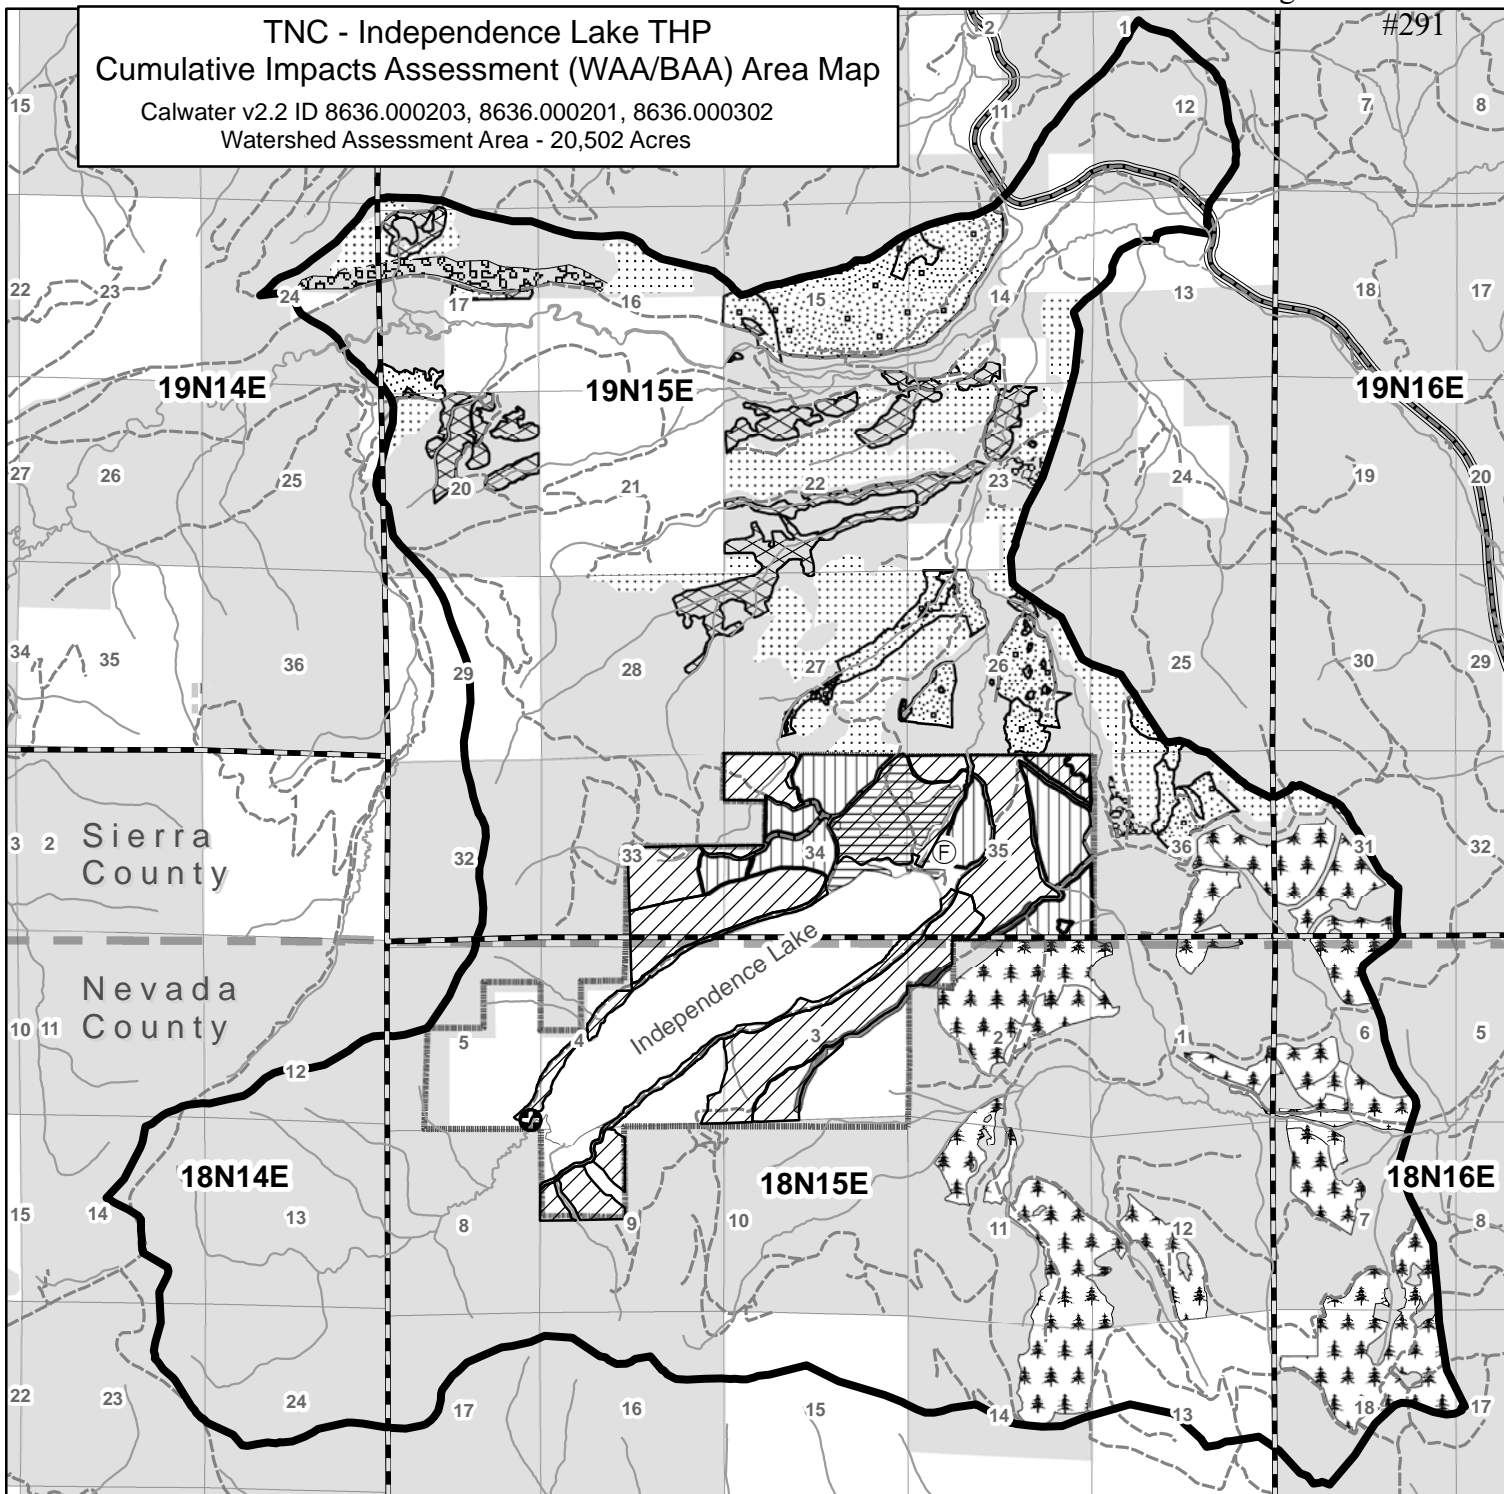 #291
TNC - Independence Lake THP
Cumulative Impacts Assessment (WAA/BAA) Area Map
Calwater v2.2 ID 8636.000203, 8636.000201, 8636.000302
Watershed Assessment Area - 20,502 Acres
2 1
15 11 12 7 8
22 23 24 17 16 15 14 13 18 17
19N14E 19N15E 19N16E
27 26 25 20 21 22 23 24 19 20
34 35 36 29 28 27 26 25 30 29
1
3 2 32 33 34 F 35 36 31 32
Sierra
County
Nevada
County
Independence Lake
10 11 12 5 4 3 2 1 6 5
18N14E 18N15E 18N16E
15 14 13 8 9 10 11 12 7 8
22 23 24 17 16 15 14 13 18 17